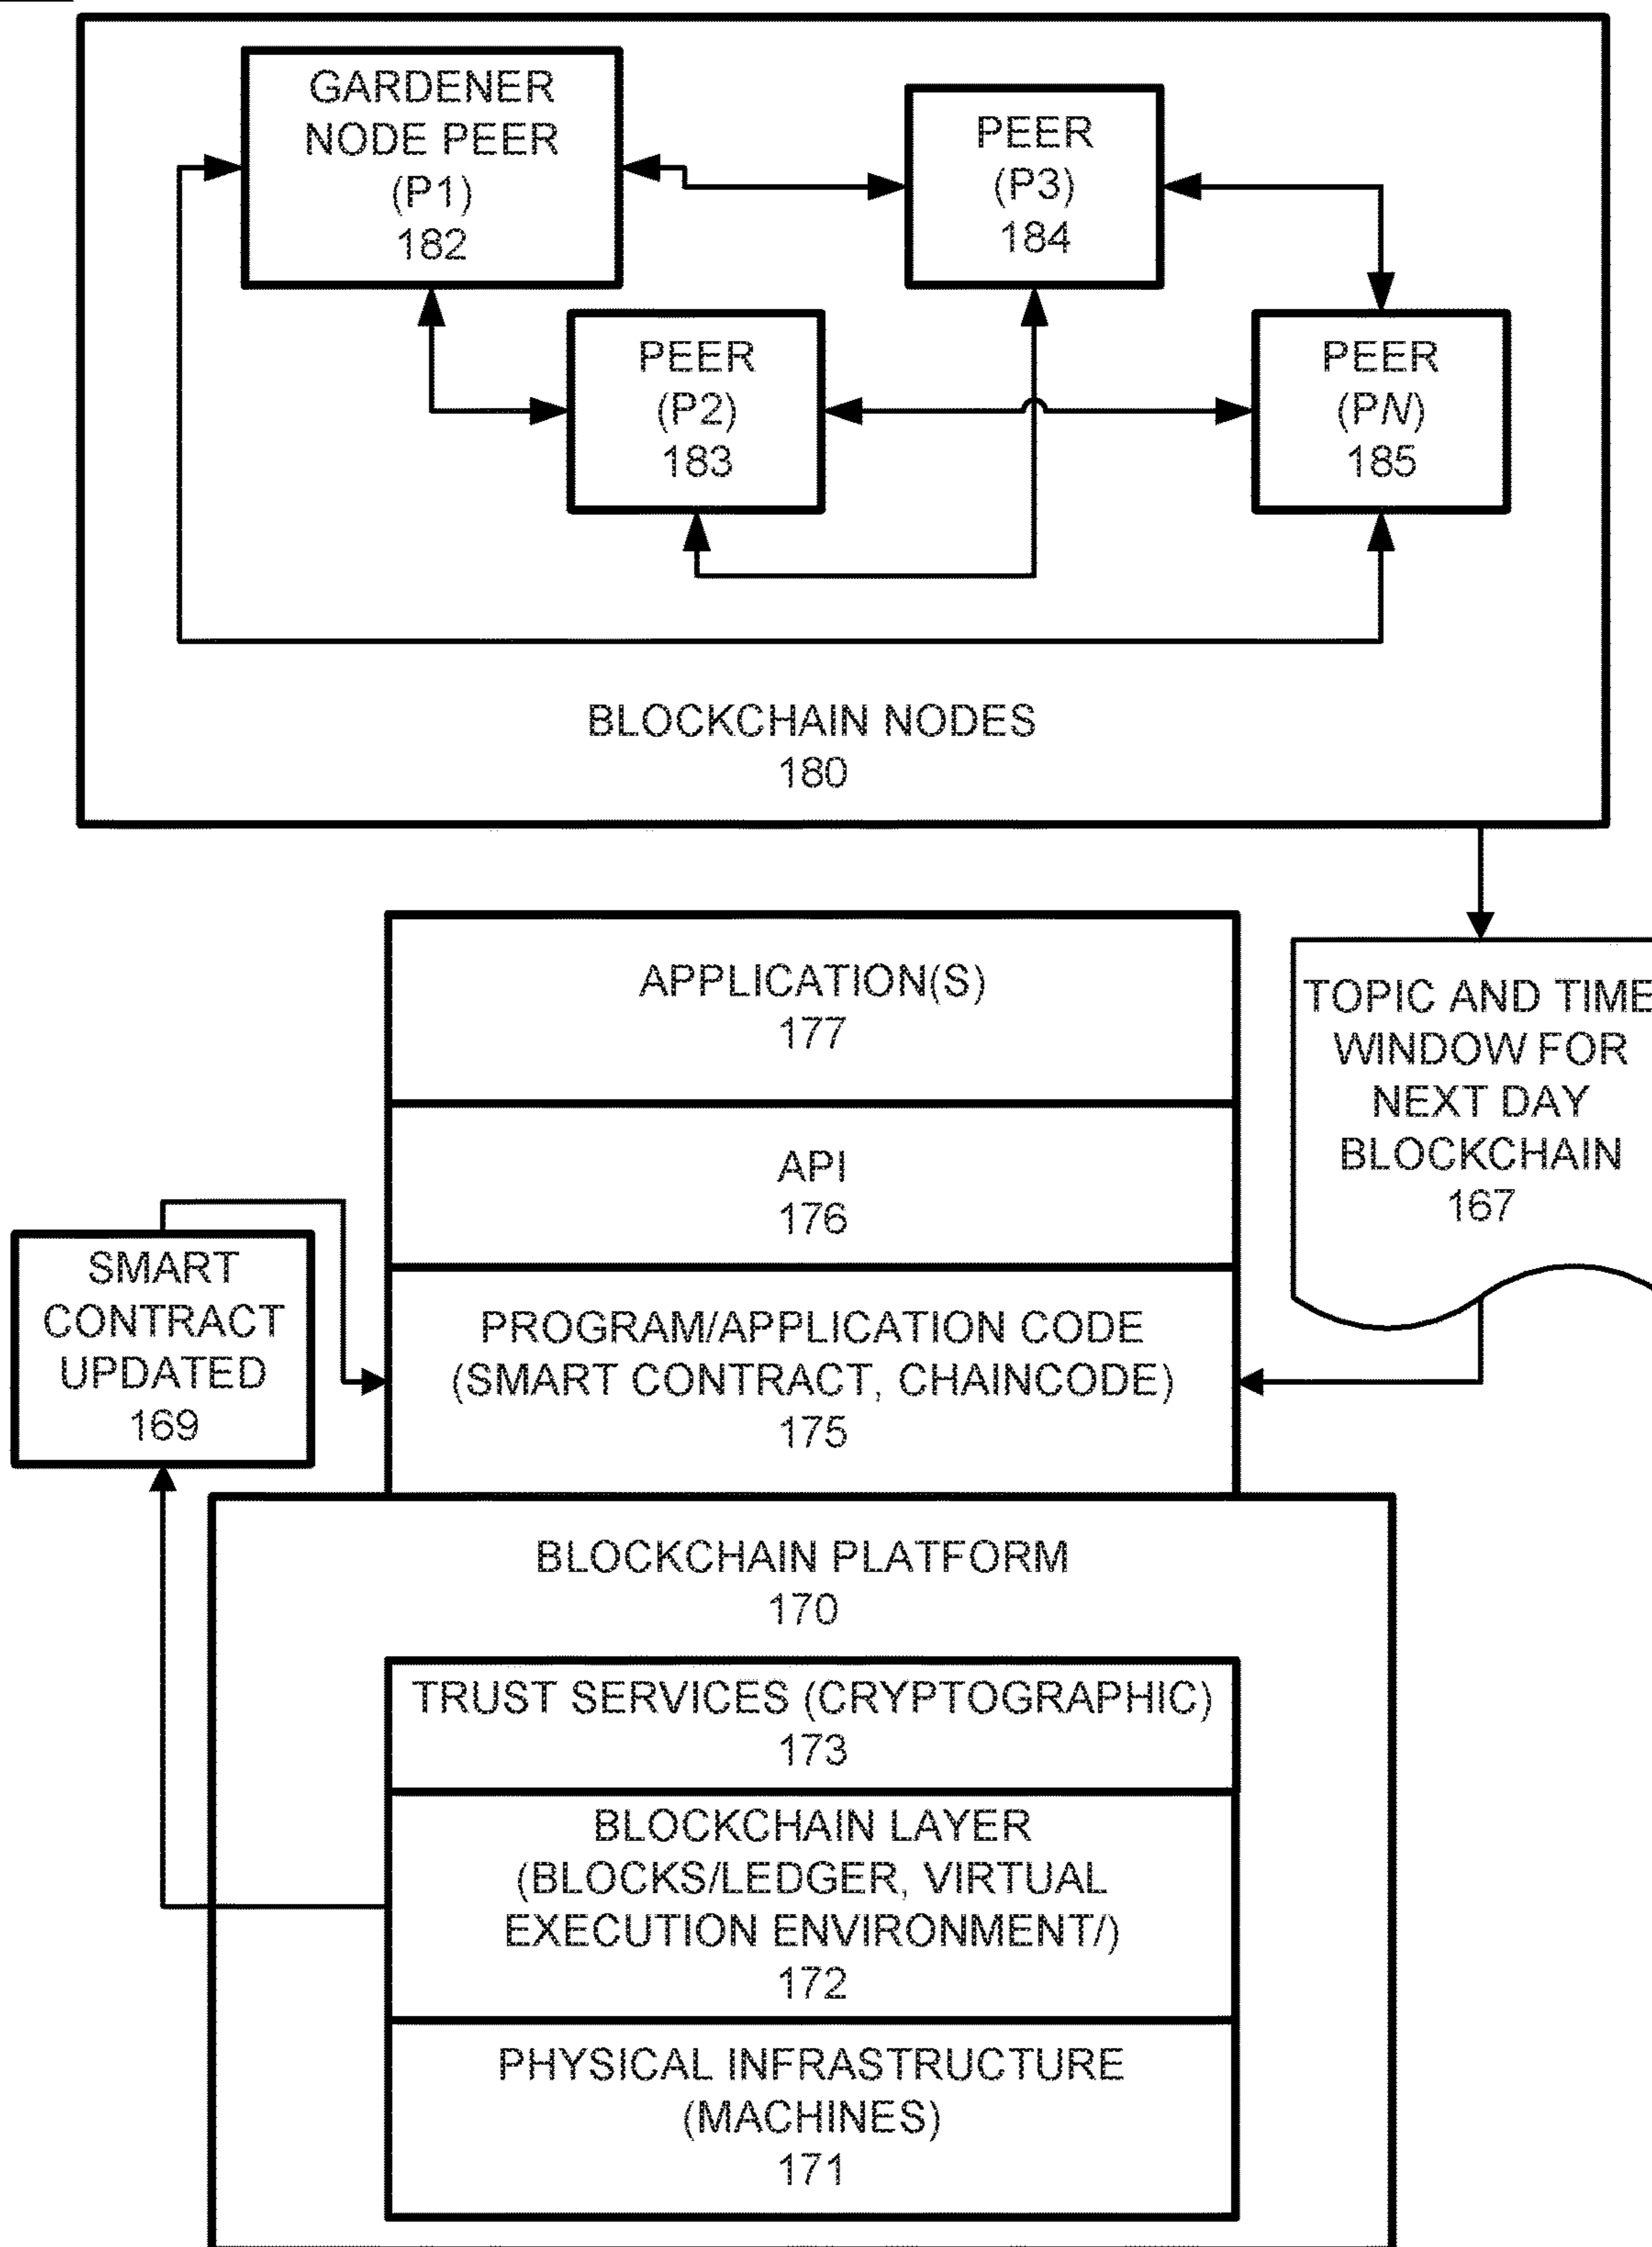 GARDENER
NODE PEER
(P1)
182
PEER
(P3)
184
PEER
(P2)
183
PEER
(PN)
185
BLOCKCHAIN NODES
180
APPLICATION(S)
177
API
176
PROGRAM/APPLICATION CODE
(SMART CONTRACT, CHAINCODE)
175
TOPIC AND TIME
WINDOW FOR
NEXT DAY
BLOCKCHAIN
167
SMART
CONTRACT
UPDATED
169
BLOCKCHAIN PLATFORM
170
TRUST SERVICES (CRYPTOGRAPHIC)
173
BLOCKCHAIN LAYER
(BLOCKS/LEDGER, VIRTUAL
EXECUTION ENVIRONMENT/)
172
PHYSICAL INFRASTRUCTURE
(MACHINES)
171